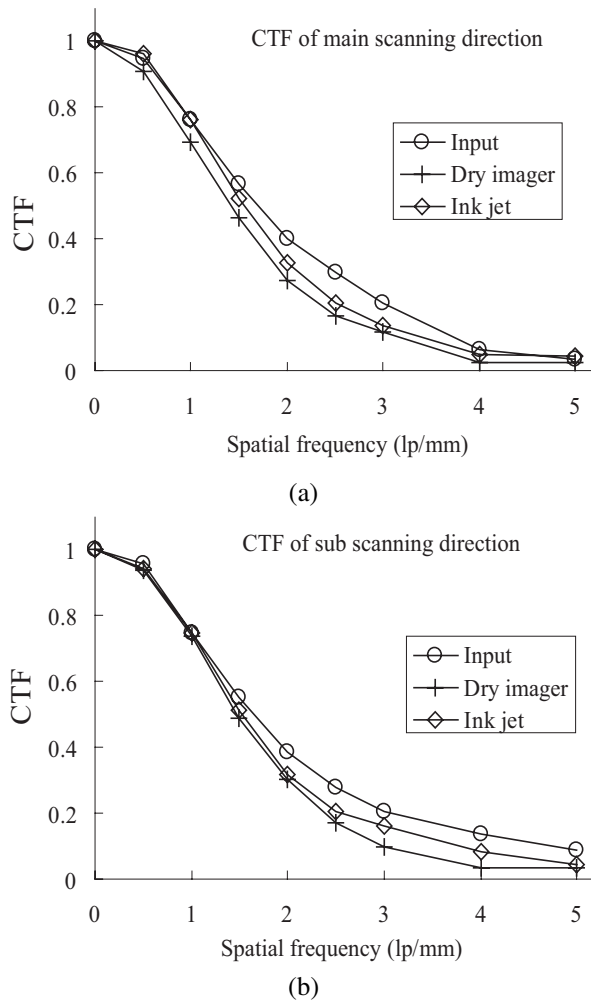 CTF of main scanning direction
1
0.8
0.6
0.4
0.2
0
CTF
Input
Dry imager
Ink jet
0 1 2 3 4 5
Spatial frequency (lp/mm)
(a)
CTF of sub scanning direction
1
0.8
0.6
0.4
0.2
0
CTF
Input
Dry imager
Ink jet
0 1 2 3 4 5
Spatial frequency (lp/mm)
(b)